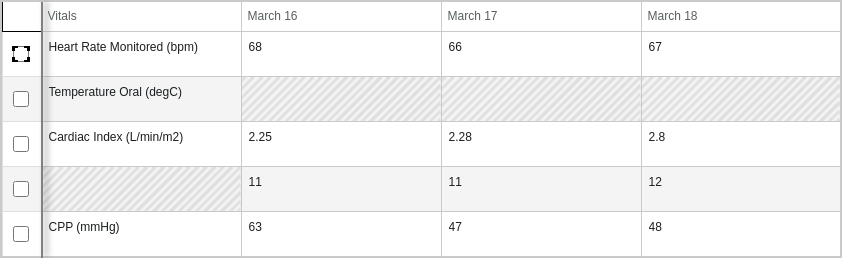 Vitals March 16 March 17 March 18
Heart Rate Monitored (bpm) 68 66 67
Temperature Oral (degC)
Cardiac Index (L/min/m2) 2.25 2.28 2.8
11 11 12
CPP (mmHg) 63 47 48